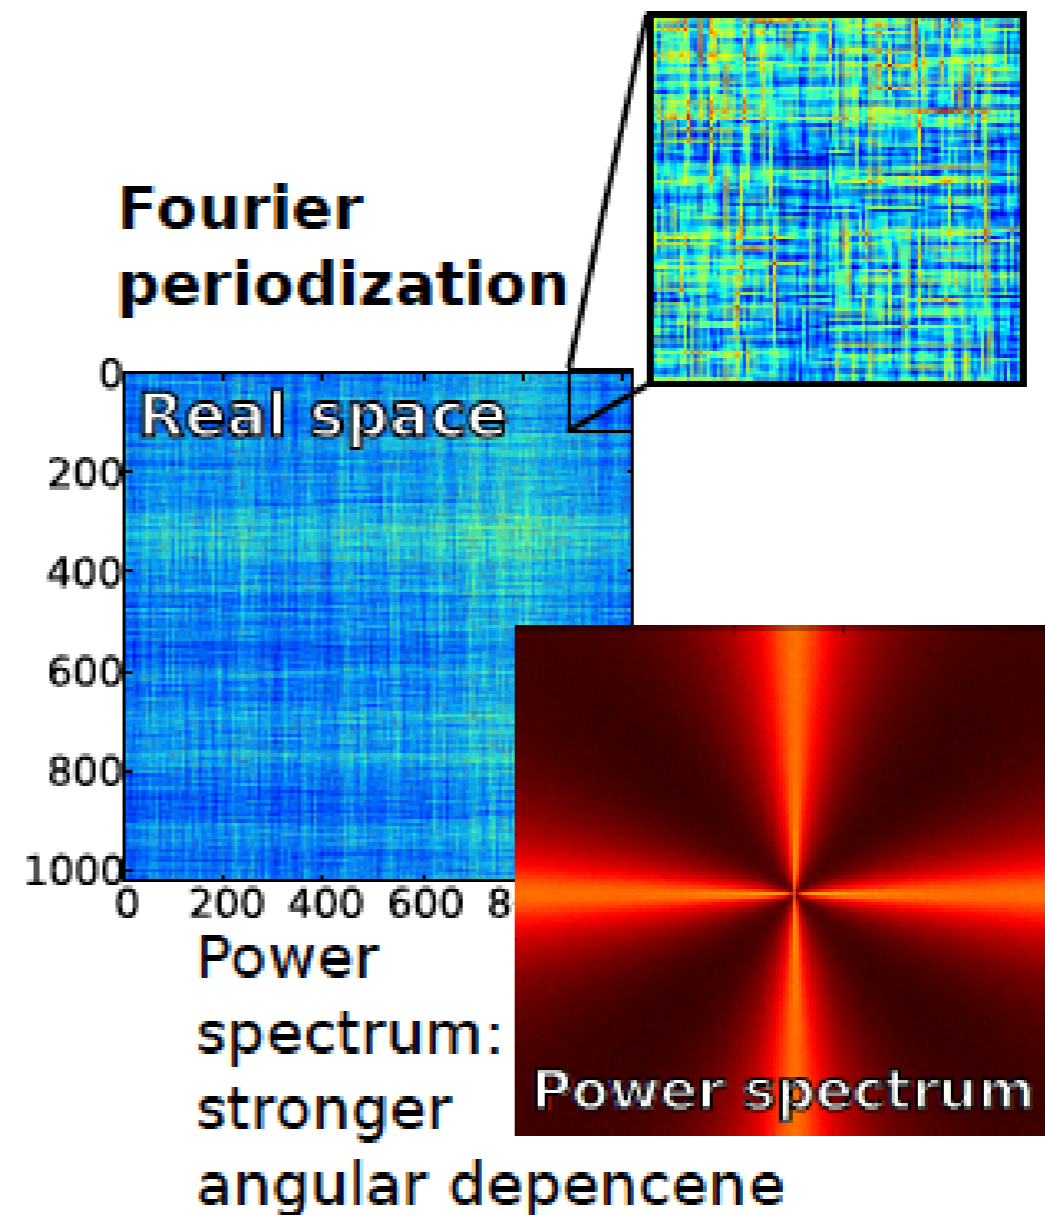 Fourier
periodization
Real space
0
200
400
600
800
1000
0 200 400 600 8
Power spectrum
Power
spectrum:
stronger
angular depencene